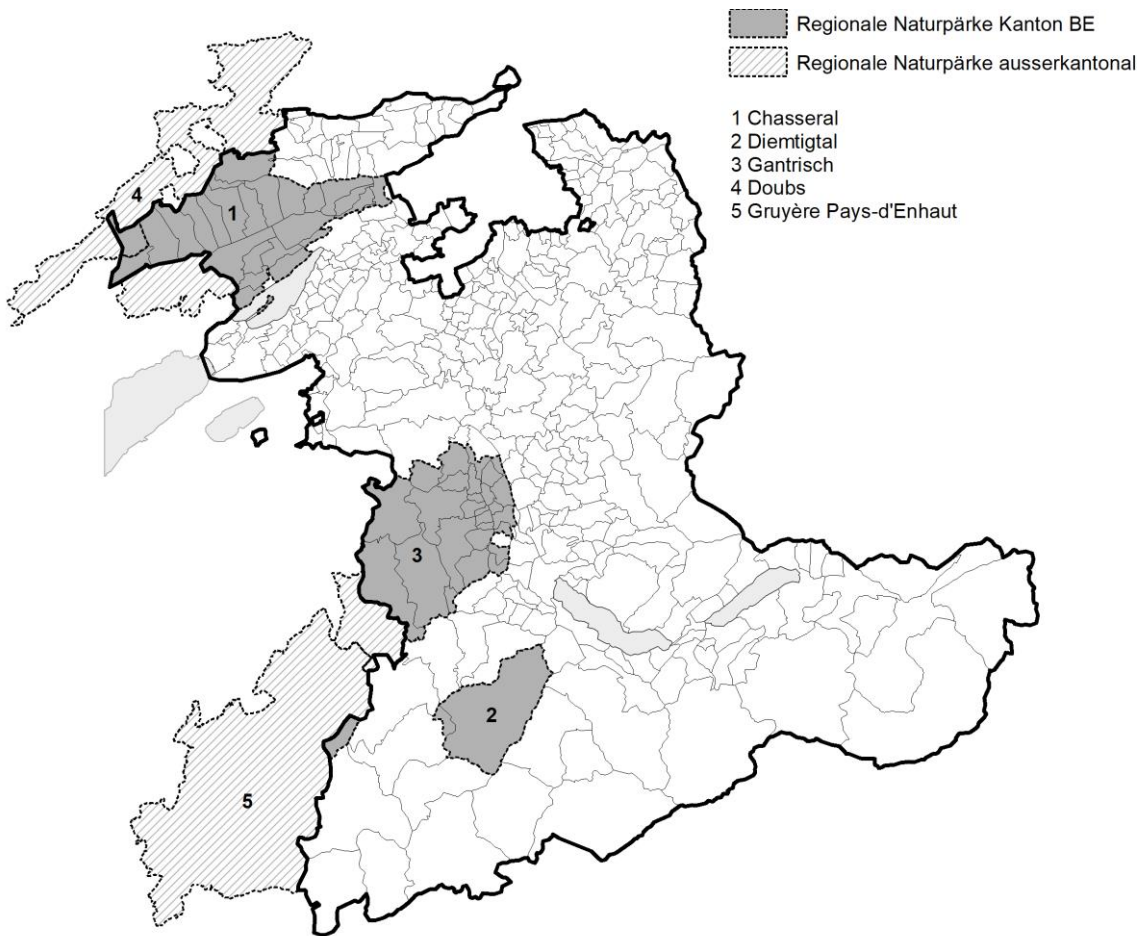 Regionale Naturpärke Kanton BE
Regionale Naturpärke ausserkantonal
1 Chasseral
2 Diemtigtal
3 Gantrisch
4 Doubs
5 Gruyère Pays-d'Enhaut
4
1
3
2
5